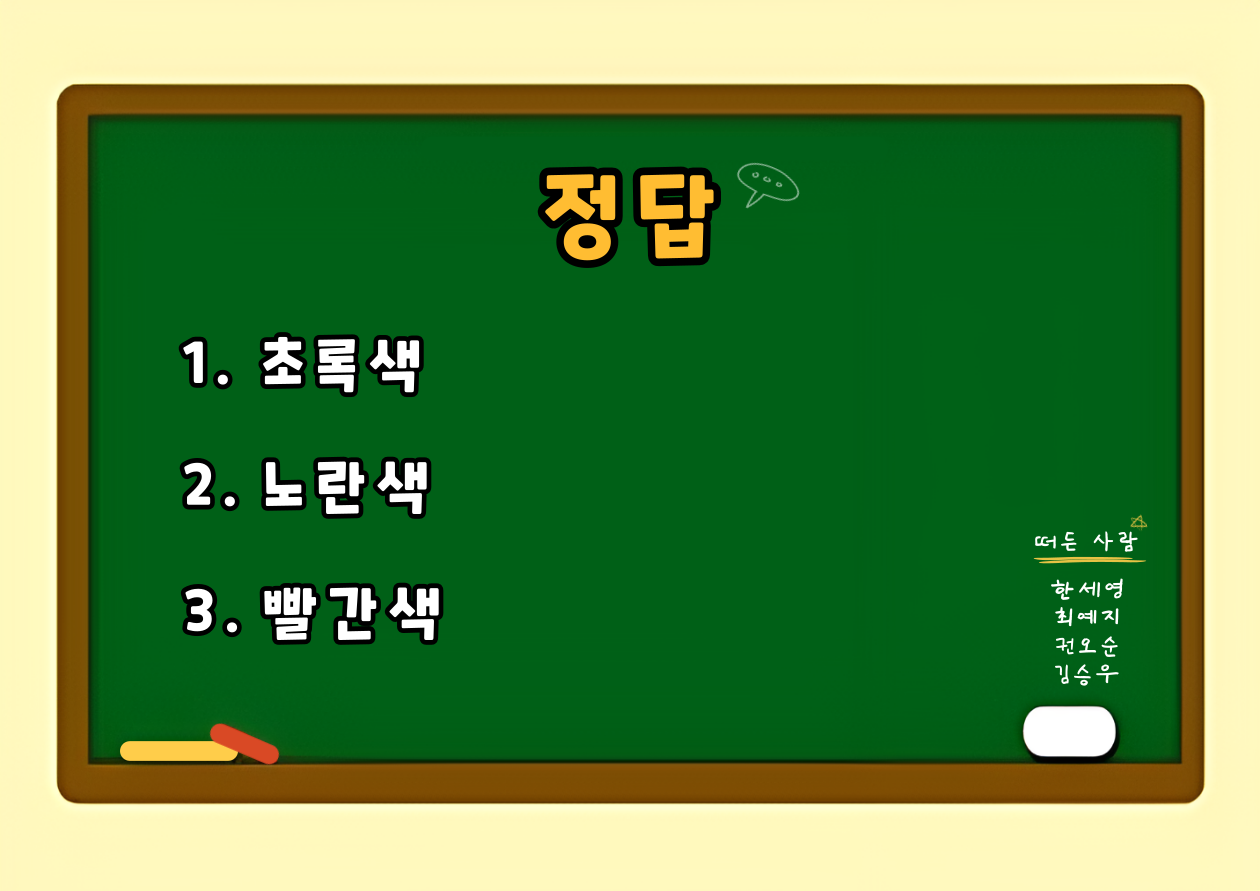 정답
1. 초록색
2. 노란색
3. 빨간색
떠든 사람
한세영
최예지
권오순
김승우